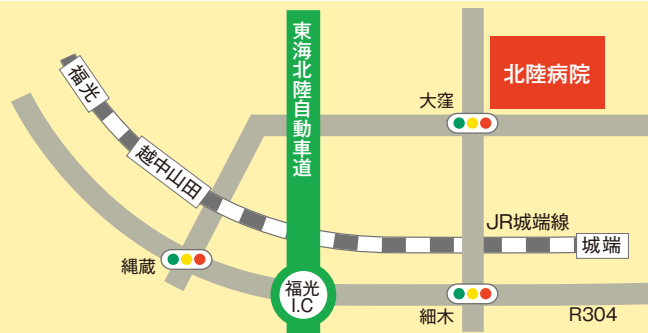 東海北陸自動車道
北陸病院
福光
大窪
越中山田
JR城端線
城端
縄蔵
福光
I.C
細木
R304